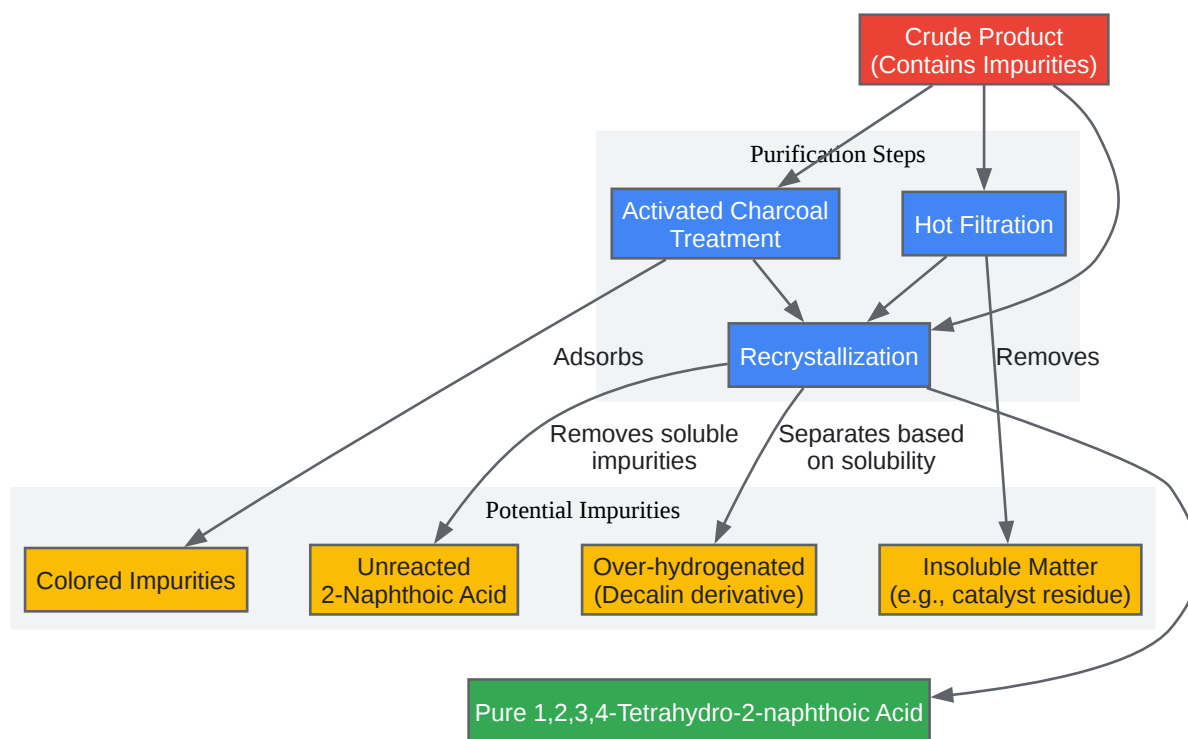 Crude Product
(Contains Impurities)
Purification Steps
Activated Charcoal
Treatment
Hot Filtration
Recrystallization
Adsorbs
Removes
Removes soluble
impurities
Separates based
on solubility
Potential Impurities
Colored Impurities
Unreacted
2-Naphthoic Acid
Over-hydrogenated
(Decalin derivative)
Insoluble Matter
(e.g., catalyst residue)
Pure 1,2,3,4-Tetrahydro-2-naphthoic Acid